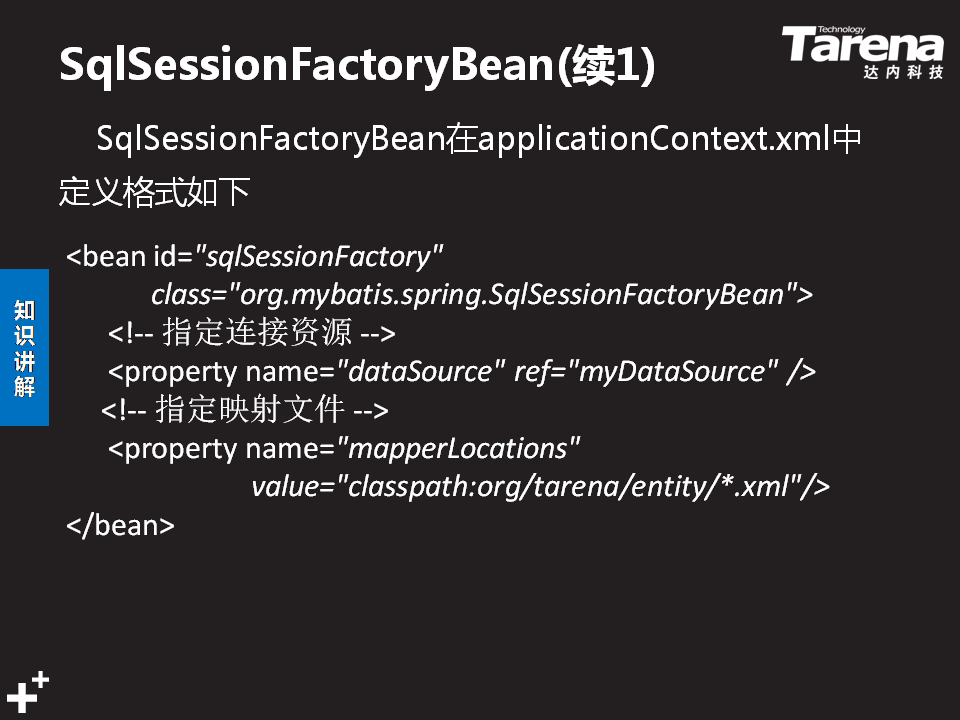 SqlSessionFactoryBean(续1)
Technology
Tarena
达内科技
SqlSessionFactoryBean在applicationContext.xml中
定义格式如下
<bean id="sqlSessionFactory"
class="org.mybatis.spring.SqlSessionFactoryBean">
<!-- 指定连接资源 -->
<property name="dataSource" ref="myDataSource" />
<!-- 指定映射文件 -->
<property name="mapperLocations"
value="classpath:org/tarena/entity/*.xml"/>
</bean>
知
识
讲
解